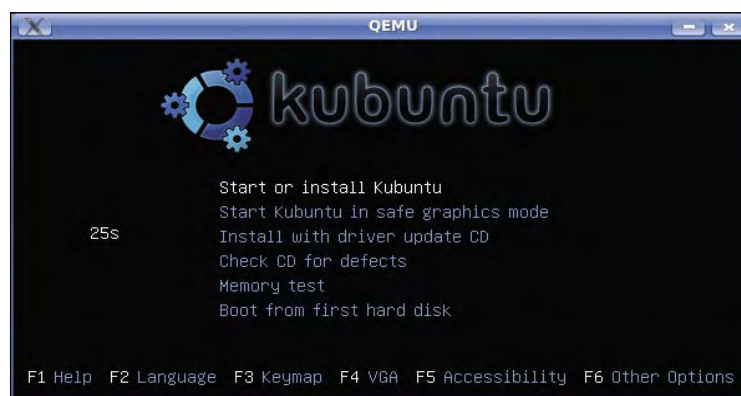 QEMU
kubuntu
Start or install Kubuntu
Start Kubuntu in safe graphics mode
25s
Install with driver update CD
Check CD for defects
Memory test
Boot from first hard disk
F1 Help F2 Language F3 Keymap F4 VGA F5 Accessibility F6 Other Options